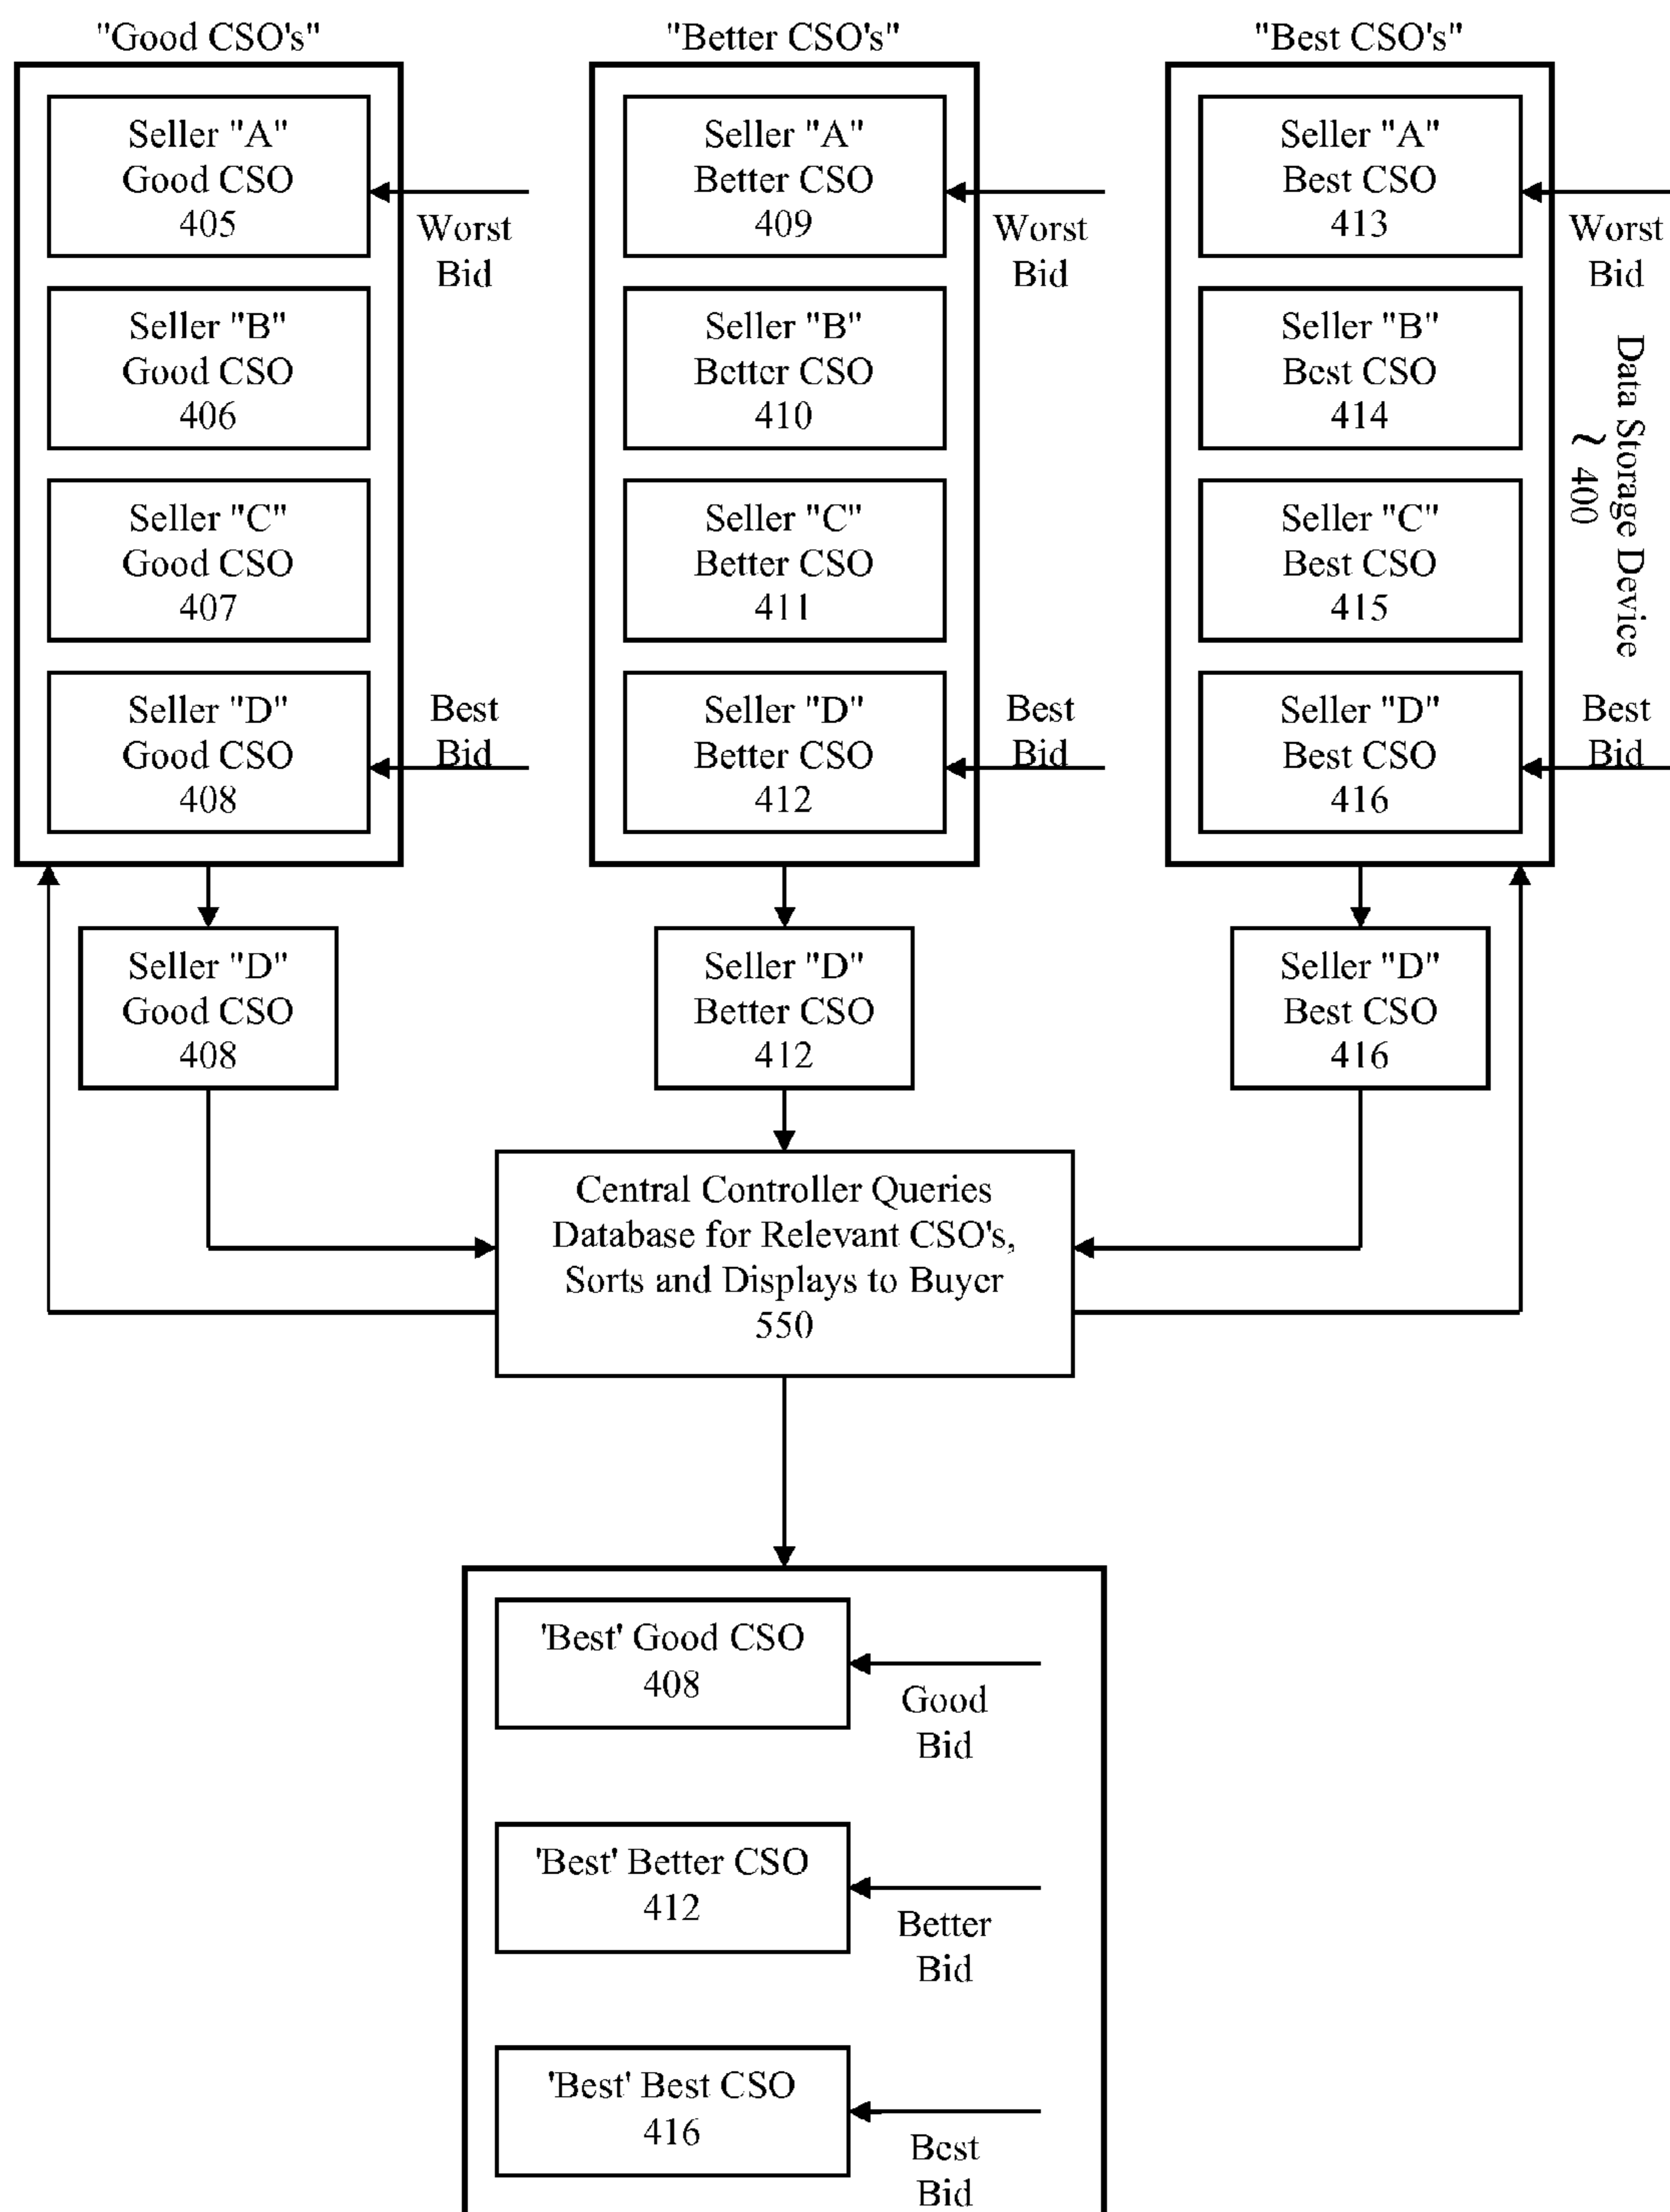 "Good CSO's"
Seller "A"
Good CSO
405
Worst
Bid
Seller "B"
Good CSO
406
Seller "C"
Good CSO
407
Seller "D"
Good CSO
408
Best
Bid
"Better CSO's"
Seller "A"
Better CSO
409
Worst
Bid
Seller "B"
Better CSO
410
Seller "C"
Better CSO
411
Seller "D"
Better CSO
412
Best
Bid
"Best CSO's"
Seller "A"
Best CSO
413
Worst
Bid
Seller "B"
Best CSO
414
Seller "C"
Best CSO
415
Seller "D"
Best CSO
416
Best
Bid
Data Storage Device
~ 400
Seller "D"
Good CSO
408
Seller "D"
Better CSO
412
Seller "D"
Best CSO
416
Central Controller Queries
Database for Relevant CSO's,
Sorts and Displays to Buyer
550
'Best' Good CSO
408
Good
Bid
'Best' Better CSO
412
Better
Bid
'Best' Best CSO
416
Best
Bid